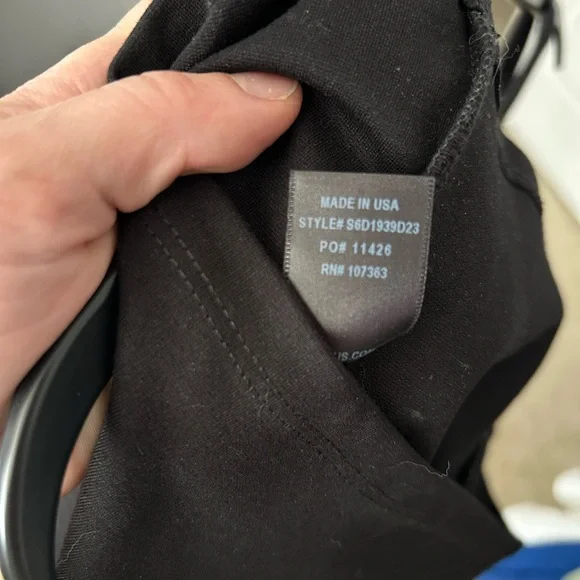 MADE IN USA
STYLE# S6D1939D23
PO# 11426
RN# 107363